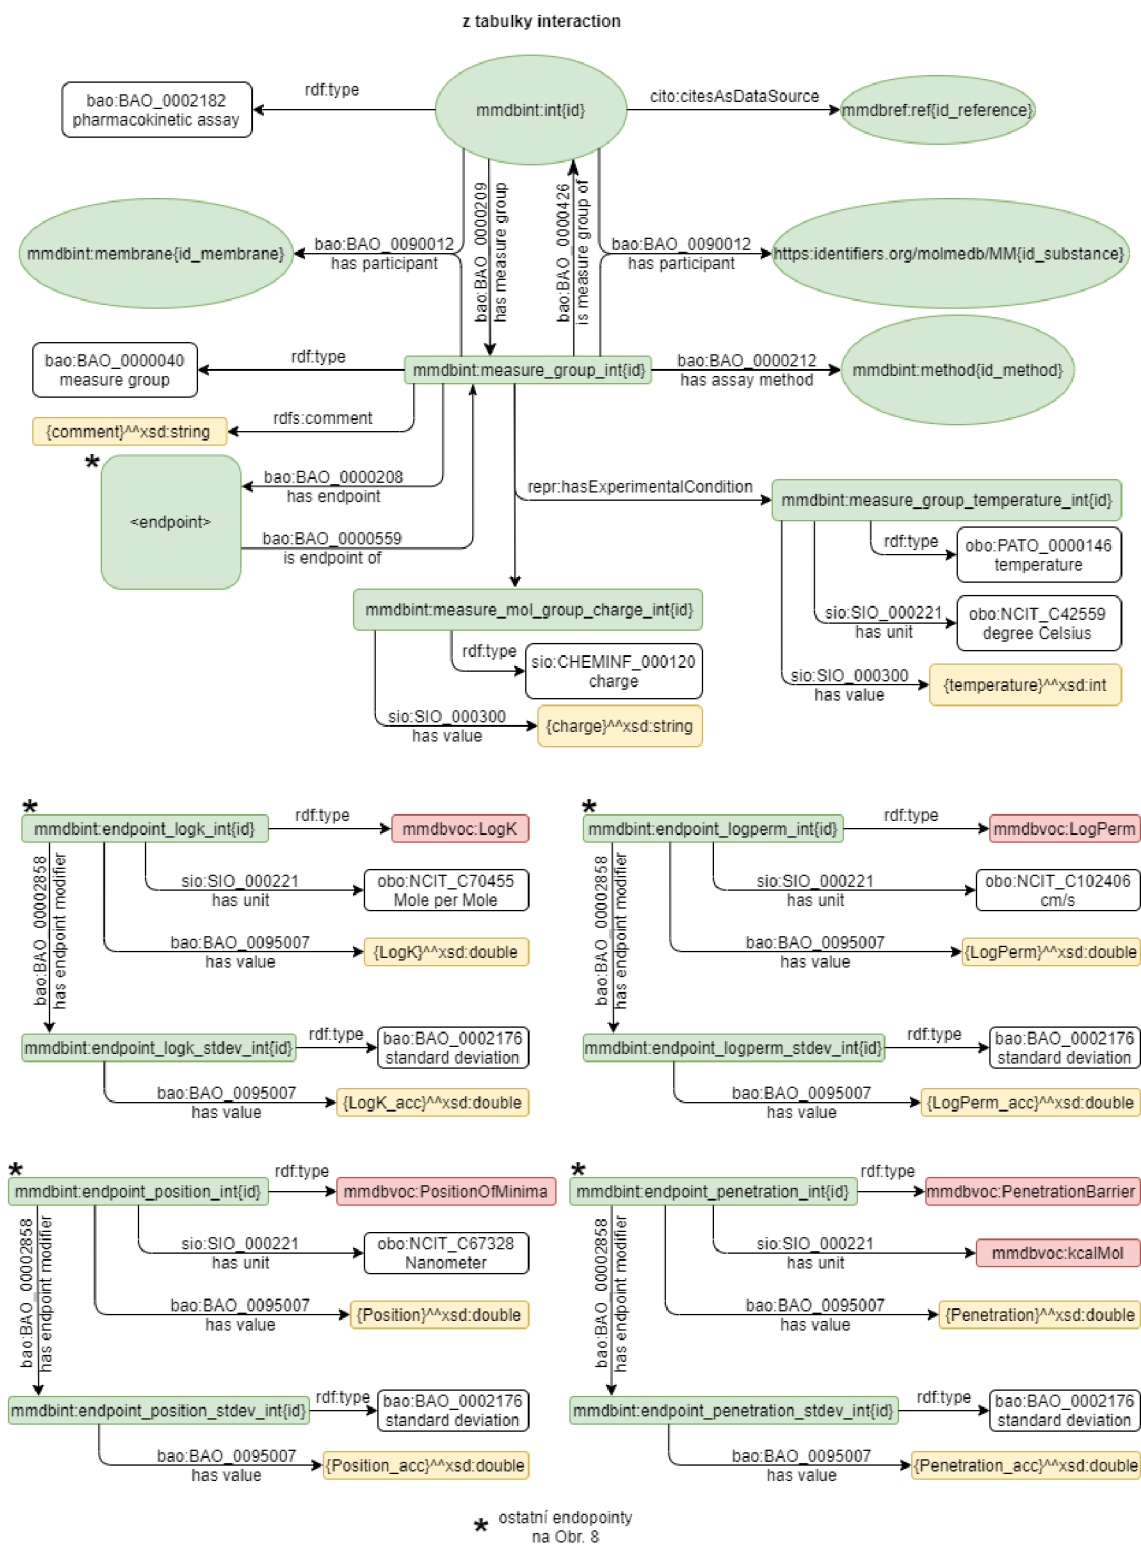 z tabulky interaction
bao:BAO_0002182
pharmacokinetic assay
rdf:type
mmdbint:int{id}
cito:citesAsDataSource
mmdbref:ref{id_reference}
bao:BAO_0000209
has measure group
bao:BAO_0000426
is measure group of
mmdbint:membrane{id_membrane}
bao:BAO_0090012
has participant
bao:BAO_0090012
has participant
https:identifiers.org/molmedb/MM{id_substance}
bao:BAO_0000040
measure group
rdf:type
mmdbint:measure_group_int{id}
bao:BAO_0000212
has assay method
mmdbint:method{id_method}
{comment}^^xsd:string
rdfs:comment
*
<endpoint>
bao:BAO_0000208
has endpoint
bao:BAO_0000559
is endpoint of
repr:hasExperimentalCondition
mmdbint:measure_group_temperature_int{id}
rdf:type
obo:PATO_0000146
temperature
sio:SIO_000221
has unit
obo:NCIT_C42559
degree Celsius
sio:SIO_000300
has value
{temperature}^^xsd:int
mmdbint:measure_mol_group_charge_int{id}
rdf:type
sio:CHEMINF_000120
charge
sio:SIO_000300
has value
{charge}^^xsd:string
*
mmdbint:endpoint_logk_int{id}
rdf:type
mmdbvoc:LogK
bao:BAO_00002858
has endpoint modifier
sio:SIO_000221
has unit
obo:NCIT_C70455
Mole per Mole
bao:BAO_0095007
has value
{LogK}^^xsd:double
mmdbint:endpoint_logk_stdev_int{id}
rdf:type
bao:BAO_0002176
standard deviation
bao:BAO_0095007
has value
{LogK_acc}^^xsd:double
*
mmdbint:endpoint_logperm_int{id}
rdf:type
mmdbvoc:LogPerm
bao:BAO_00002858
has endpoint modifier
sio:SIO_000221
has unit
obo:NCIT_C102406
cm/s
bao:BAO_0095007
has value
{LogPerm}^^xsd:double
mmdbint:endpoint_logperm_stdev_int{id}
rdf:type
bao:BAO_0002176
standard deviation
bao:BAO_0095007
has value
{LogPerm_acc}^^xsd:double
*
mmdbint:endpoint_position_int{id}
rdf:type
mmdbvoc:PositionOfMinima
bao:BAO_00002858
has endpoint modifier
sio:SIO_000221
has unit
obo:NCIT_C67328
Nanometer
bao:BAO_0095007
has value
{Position}^^xsd:double
mmdbint:endpoint_position_stdev_int{id}
rdf:type
bao:BAO_0002176
standard deviation
bao:BAO_0095007
has value
{Position_acc}^^xsd:double
*
mmdbint:endpoint_penetration_int{id}
rdf:type
mmdbvoc:PenetrationBarrier
bao:BAO_00002858
has endpoint modifier
sio:SIO_000221
has unit
mmdbvoc:kcalMol
bao:BAO_0095007
has value
{Penetration}^^xsd:double
mmdbint:endpoint_penetration_stdev_int{id}
rdf:type
bao:BAO_0002176
standard deviation
bao:BAO_0095007
has value
{Penetration_acc}^^xsd:double
* ostatní endopointy
na Obr. 8